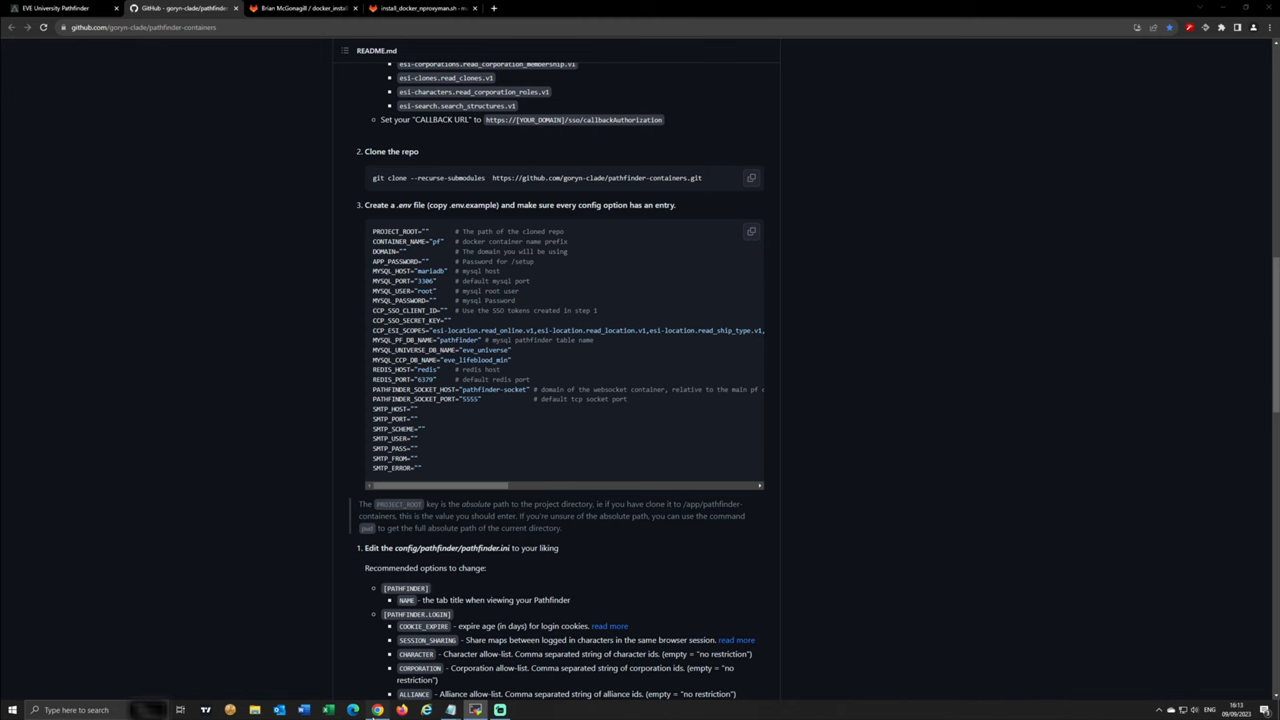 EVE University Pathfinder
GitHub - goryn-clade/pathfinder
Brian McGonagill / docker_install
install_docker_nproxyman.sh · ma
github.com/goryn-clade/pathfinder-containers
README.md
esi-corporations.read_corporation_membership.v1
esi-clones.read_clones.v1
esi-characters.read_corporation_roles.v1
esi-search.search_structures.v1
Set your "CALLBACK URL" to https://[YOUR_DOMAIN]/sso/callbackAuthorization
2. Clone the repo
git clone --recurse-submodules https://github.com/goryn-clade/pathfinder-containers.git
3. Create a .env file (copy .env.example) and make sure every config option has an entry.
PROJECT_ROOT="" # The path of the cloned repo
CONTAINER_NAME="pf" # docker container name prefix
DOMAIN="" # The domain you will be using
APP_PASSWORD="" # Password for /setup
MYSQL_HOST="mariadb" # mysql host
MYSQL_PORT="3306" # default mysql port
MYSQL_USER="root" # mysql root user
MYSQL_PASSWORD="" # mysql Password
CCP_SSO_CLIENT_ID="" # Use the SSO tokens created in step 1
CCP_SSO_SECRET_KEY=""
CCP_ESI_SCOPES="esi-location.read_online.v1,esi-location.read_location.v1,esi-location.read_ship_type.v1,
MYSQL_PF_DB_NAME="pathfinder" # mysql pathfinder table name
MYSQL_UNIVERSE_DB_NAME="eve_universe"
MYSQL_CCP_DB_NAME="eve_lifeblood_min"
REDIS_HOST="redis" # redis host
REDIS_PORT="6379" # default redis port
PATHFINDER_SOCKET_HOST="pathfinder-socket" # domain of the websocket container, relative to the main pf
PATHFINDER_SOCKET_PORT="5555" # default tcp socket port
SMTP_HOST=""
SMTP_PORT=""
SMTP_SCHEME=""
SMTP_USER=""
SMTP_PASS=""
SMTP_FROM=""
SMTP_ERROR=""
The PROJECT_ROOT key is the absolute path to the project directory, ie if you have clone it to /app/pathfinder-
containers, this is the value you should enter. If you're unsure of the absolute path, you can use the command
pwd to get the full absolute path of the current directory.
1. Edit the config/pathfinder/pathfinder.ini to your liking
Recommended options to change:
[PATHFINDER]
NAME - the tab title when viewing your Pathfinder
[PATHFINDER.LOGIN]
COOKIE_EXPIRE - expire age (in days) for login cookies. read more
SESSION_SHARING - Share maps between logged in characters in the same browser session. read more
CHARACTER - Character allow-list. Comma separated string of character ids. (empty = "no restriction")
CORPORATION - Corporation allow-list. Comma separated string of corporation ids. (empty = "no
restriction")
ALLIANCE - Alliance allow-list. Comma separated string of alliance ids. (empty = "no restriction")
Type here to search
ENG
16:13
09/09/2023